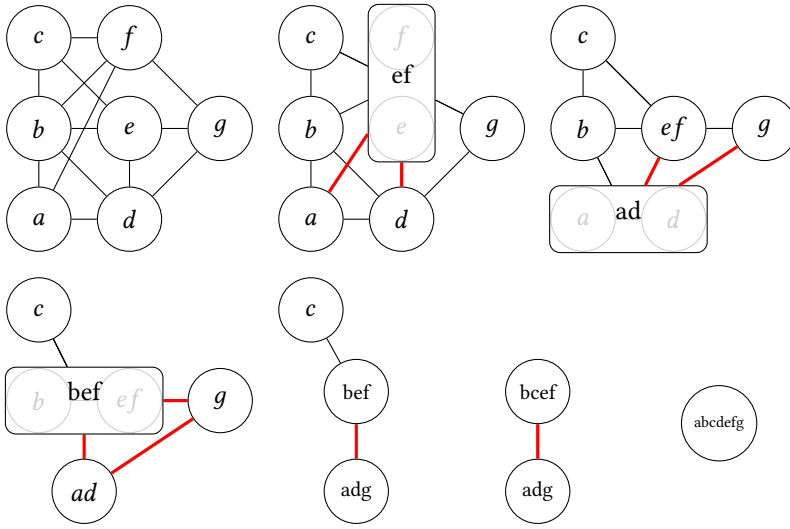 c f
b e g
a d
c f
ef
b e g
a d
c
b ef g
a ad d
c
b bef ef g
ad
c
bef bcef abcdefg
adg adg